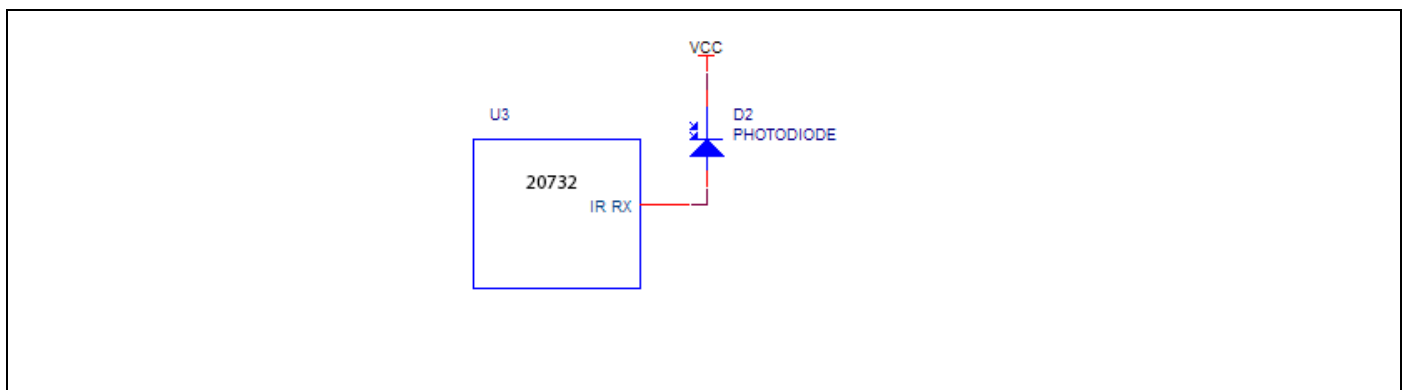 VCC
U3
D2
PHOTODIODE
20732
IR RX